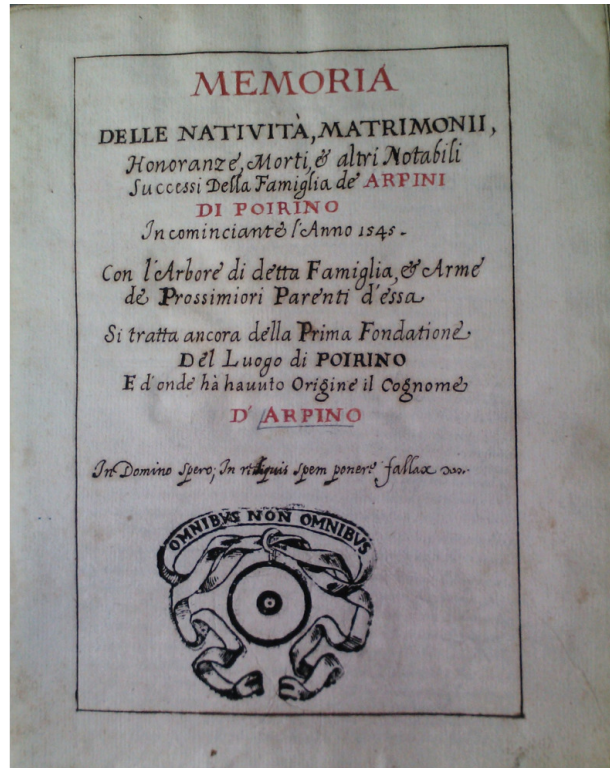 MEMORIA
DELLE NATIVITÀ, MATRIMONII,
Honoranze, Morti, & altri Notabili
Successi Della Famiglia de' ARPINI
DI POIRINO
Incominciante l'Anno 1545.
Con l'Arbore di detta Famiglia, & Arme
de Prossimiori Parenti d'essa
Si tratta ancora della Prima Fondatione
Del Luogo di POIRINO
E d'onde hà hauuto Origine il Cognome
D' ARPINO
In Domino spero; In reliquis spem ponere fallax
OMNIBVS NON OMNIBVS